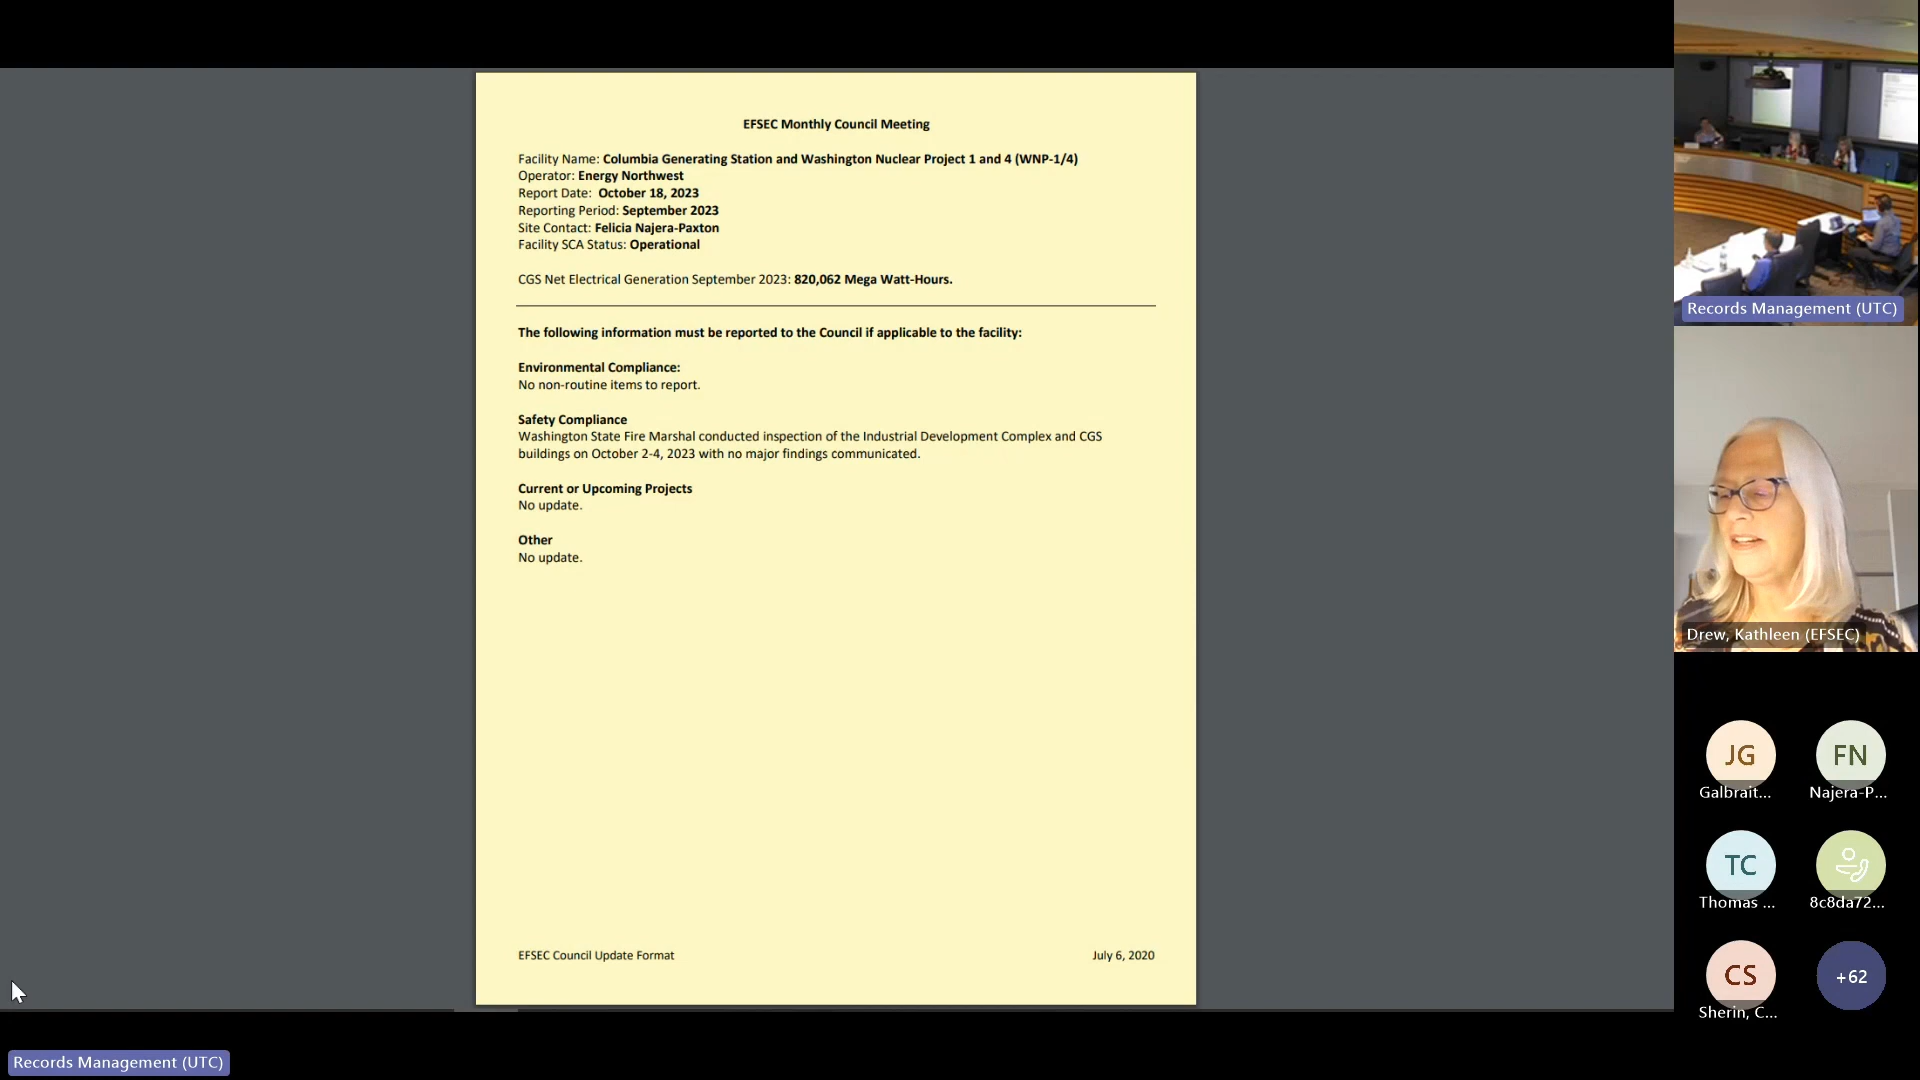 EFSEC Monthly Council Meeting
Facility Name: Columbia Generating Station and Washington Nuclear Project 1 and 4 (WNP-1/4)
Operator: Energy Northwest
Report Date: October 18, 2023
Reporting Period: September 2023
Site Contact: Felicia Najera-Paxton
Facility SCA Status: Operational
CGS Net Electrical Generation September 2023: 820,062 Mega Watt-Hours.
The following information must be reported to the Council if applicable to the facility:
Environmental Compliance:
No non-routine items to report.
Safety Compliance
Washington State Fire Marshal conducted inspection of the Industrial Development Complex and CGS
buildings on October 2-4, 2023 with no major findings communicated.
Current or Upcoming Projects
No update.
Other
No update.
EFSEC Council Update Format July 6, 2020
Records Management (UTC)
Drew, Kathleen (EFSEC)
JG FN
Galbrait... Najera-P...
TC
Thomas ... 8c8da72...
CS +62
Sherin, C...
Records Management (UTC)